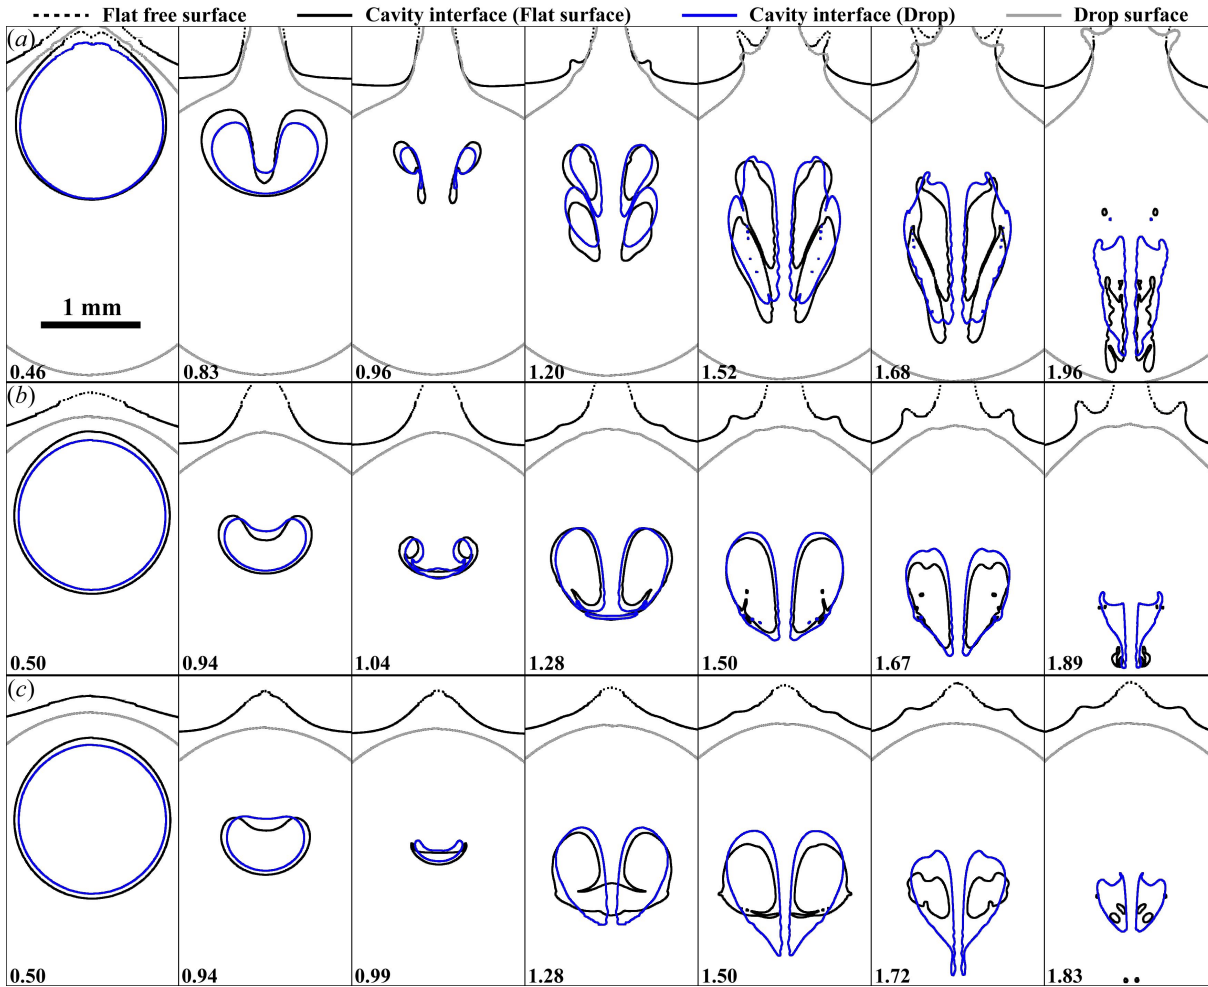 Flat free surface Cavity interface (Flat surface) Cavity interface (Drop) Drop surface
(a)
1 mm
0.46 0.83 0.96 1.20 1.52 1.68 1.96
(b)
0.50 0.94 1.04 1.28 1.50 1.67 1.89
(c)
0.50 0.94 0.99 1.28 1.50 1.72 1.83